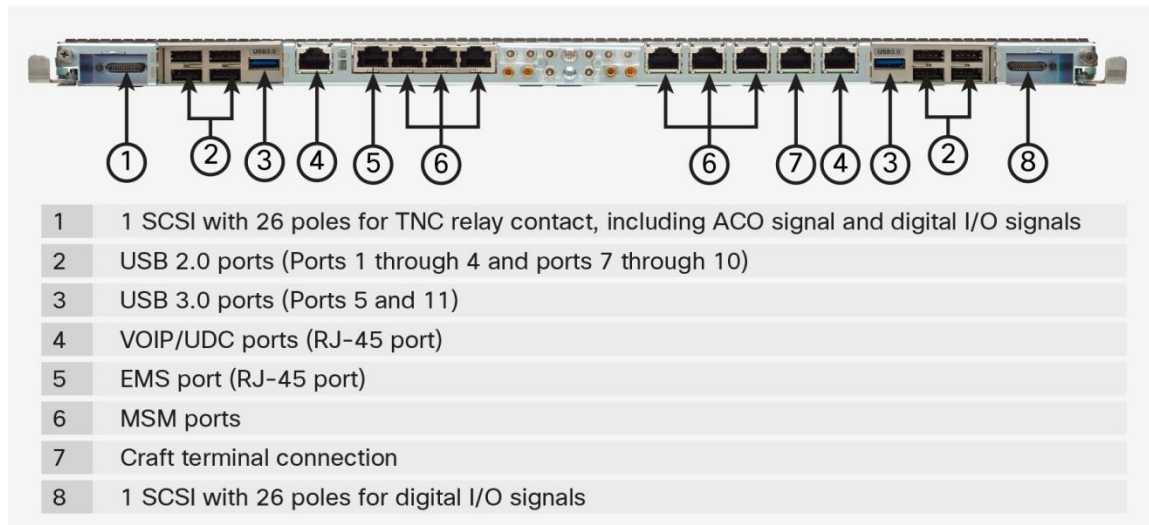 USB3.0 USB3.0
1 2 3 4 5 6 6 7 4 3 2 8
1 1 SCSI with 26 poles for TNC relay contact, including ACO signal and digital I/O signals
2 USB 2.0 ports (Ports 1 through 4 and ports 7 through 10)
3 USB 3.0 ports (Ports 5 and 11)
4 VOIP/UDC ports (RJ-45 port)
5 EMS port (RJ-45 port)
6 MSM ports
7 Craft terminal connection
8 1 SCSI with 26 poles for digital I/O signals